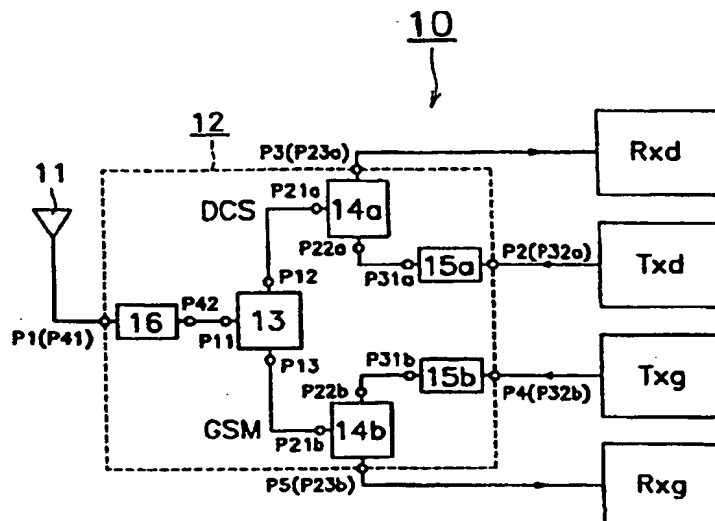 10
12
11
P3(P23a)
Rxd
P21a
DCS
14a
P22a
P2(P32a)
P31a
15a
Txd
P12
P42
16
13
P1(P41)
P11
P13
P31b
15b
Txg
P22b
P4(P32b)
GSM
P21b
14b
P5(P23b)
Rxg